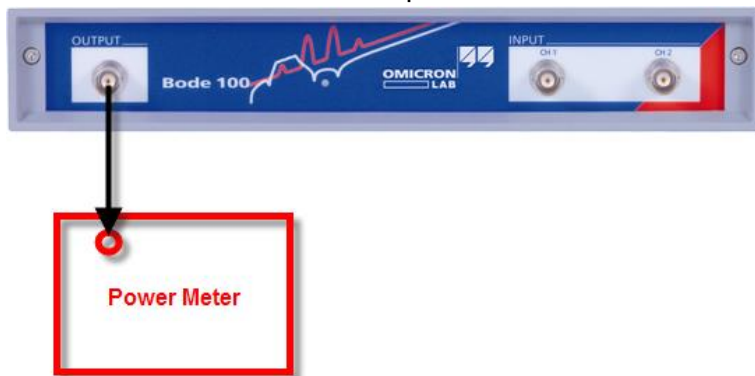 OUTPUT
INPUT
CH 1
CH 2
Bode 100
OMICRON
LAB
Power Meter